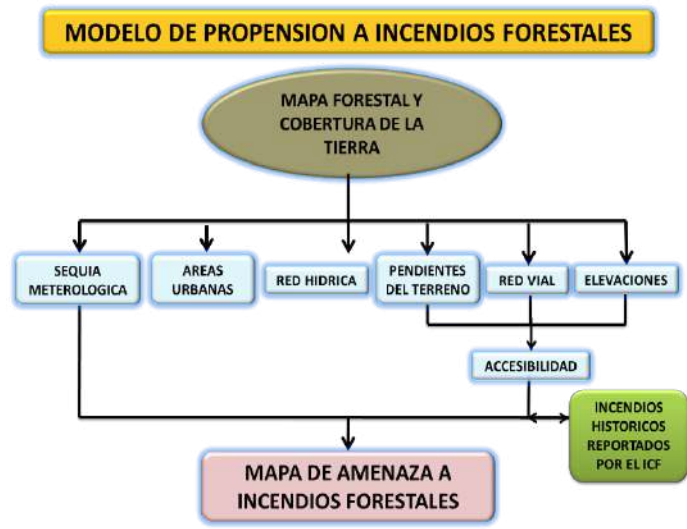 MODELO DE PROPENSION A INCENDIOS FORESTALES
MAPA FORESTAL Y
COBERTURA DE LA
TIERRA
SEQUIA
METEROLOGICA
AREAS
URBANAS
RED HIDRICA
PENDIENTES
DEL TERRENO
RED VIAL
ELEVACIONES
ACCESIBILIDAD
INCENDIOS
HISTORICOS
REPORTADOS
POR EL ICF
MAPA DE AMENAZA A
INCENDIOS FORESTALES